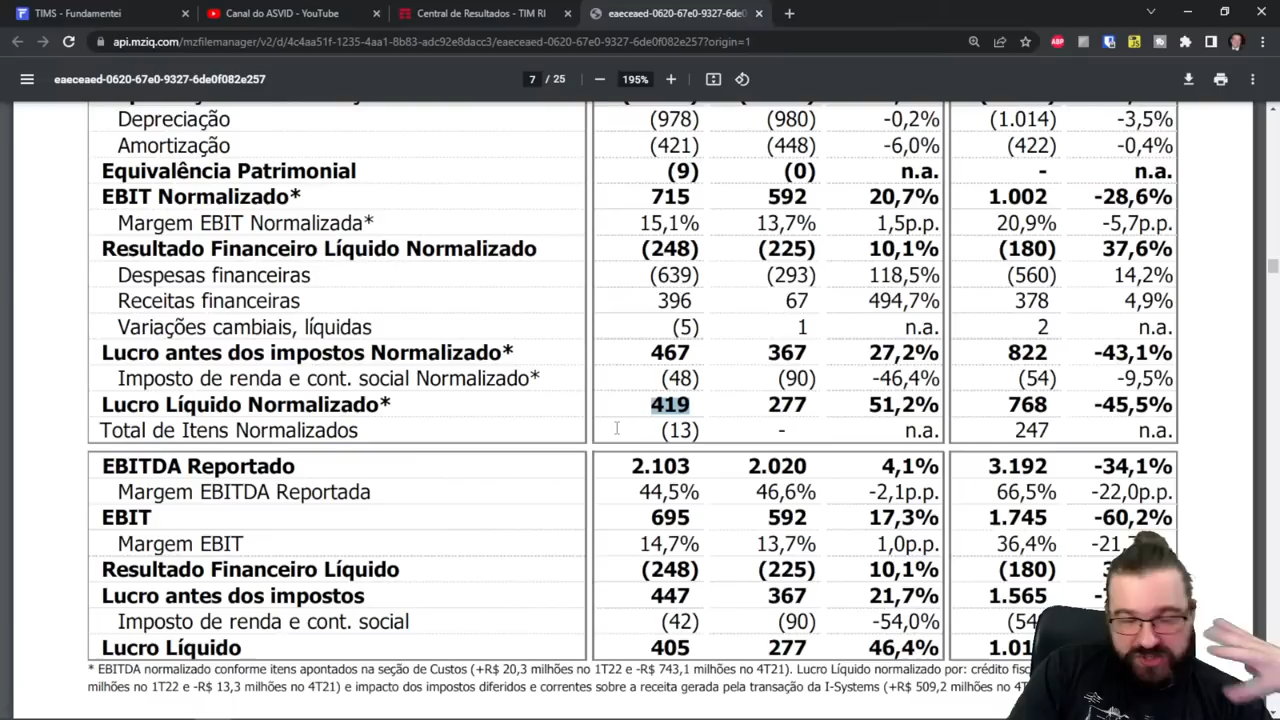 TIMS - Fundamentei
Canal do ASVID - YouTube
Central de Resultados - TIM RI
eaeceaed-0620-67e0-9327-6de0
api.mziq.com/mzfilemanager/v2/d/4c4aa51f-1235-4aa1-8b83-adc92e8dacc3/eaeceaed-0620-67e0-9327-6de0f082e257?origin=1
eaeceaed-0620-67e0-9327-6de0f082e257 7 / 25 195%
Depreciação (978) (980) -0,2% (1.014) -3,5%
Amortização (421) (448) -6,0% (422) -0,4%
Equivalência Patrimonial (9) (0) n.a. - n.a.
EBIT Normalizado* 715 592 20,7% 1.002 -28,6%
Margem EBIT Normalizada* 15,1% 13,7% 1,5p.p. 20,9% -5,7p.p.
Resultado Financeiro Líquido Normalizado (248) (225) 10,1% (180) 37,6%
Despesas financeiras (639) (293) 118,5% (560) 14,2%
Receitas financeiras 396 67 494,7% 378 4,9%
Variações cambiais, líquidas (5) 1 n.a. 2 n.a.
Lucro antes dos impostos Normalizado* 467 367 27,2% 822 -43,1%
Imposto de renda e cont. social Normalizado* (48) (90) -46,4% (54) -9,5%
Lucro Líquido Normalizado* 419 277 51,2% 768 -45,5%
Total de Itens Normalizados (13) - n.a. 247 n.a.
EBITDA Reportado 2.103 2.020 4,1% 3.192 -34,1%
Margem EBITDA Reportada 44,5% 46,6% -2,1p.p. 66,5% -22,0p.p.
EBIT 695 592 17,3% 1.745 -60,2%
Margem EBIT 14,7% 13,7% 1,0p.p. 36,4%
Resultado Financeiro Líquido (248) (225) 10,1% (180)
Lucro antes dos impostos 447 367 21,7% 1.565
Imposto de renda e cont. social (42) (90) -54,0% (54
Lucro Líquido 405 277 46,4%
* EBITDA normalizado conforme itens apontados na seção de Custos (+R$ 20,3 milhões no 1T22 e -R$ 743,1 milhões no 4T21). Lucro Líquido normalizado por: crédito
milhões no 1T22 e -R$ 13,3 milhões no 4T21) e impacto dos impostos diferidos e correntes sobre a receita gerada pela transação da I-Systems (+R$ 509,2 milhões no